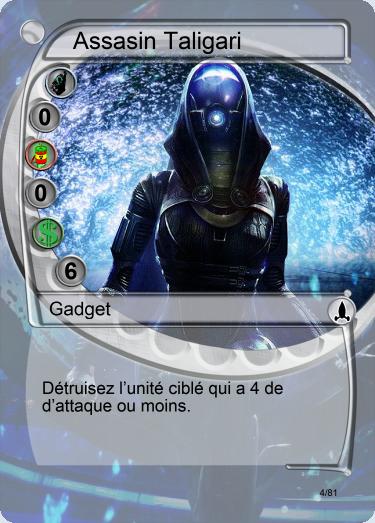 Assasin Taligari
0
0
$
6
Gadget
Détruisez l'unité ciblé qui a 4 de
d'attaque ou moins.
4/81